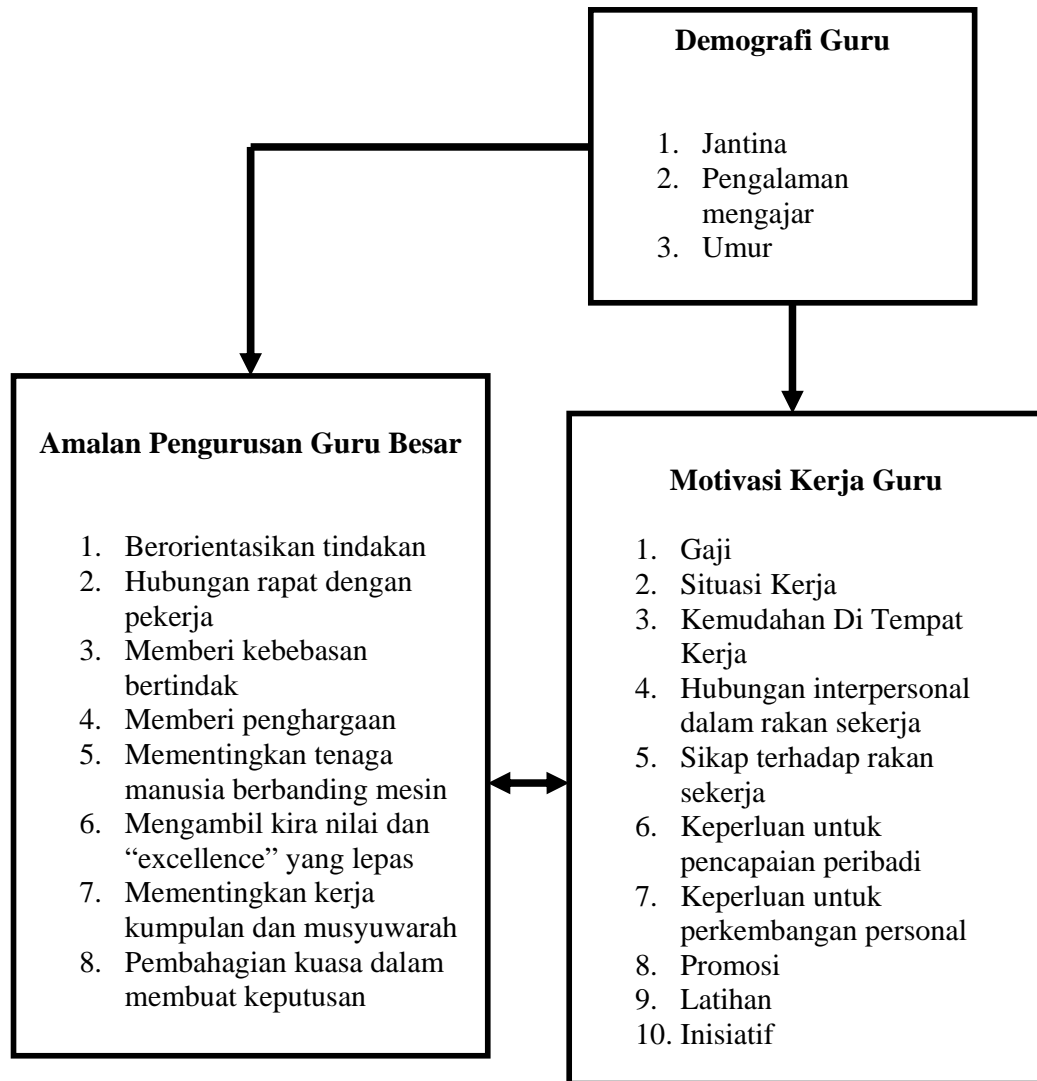 Demografi Guru
1. Jantina
2. Pengalaman
mengajar
3. Umur
Amalan Pengurusan Guru Besar
1. Berorientasikan tindakan
2. Hubungan rapat dengan
pekerja
3. Memberi kebebasan
bertindak
4. Memberi penghargaan
5. Mementingkan tenaga
manusia berbanding mesin
6. Mengambil kira nilai dan
“excellence” yang lepas
7. Mementingkan kerja
kumpulan dan musyuwarah
8. Pembahagian kuasa dalam
membuat keputusan
Motivasi Kerja Guru
1. Gaji
2. Situasi Kerja
3. Kemudahan Di Tempat
Kerja
4. Hubungan interpersonal
dalam rakan sekerja
5. Sikap terhadap rakan
sekerja
6. Keperluan untuk
pencapaian peribadi
7. Keperluan untuk
perkembangan personal
8. Promosi
9. Latihan
10. Inisiatif